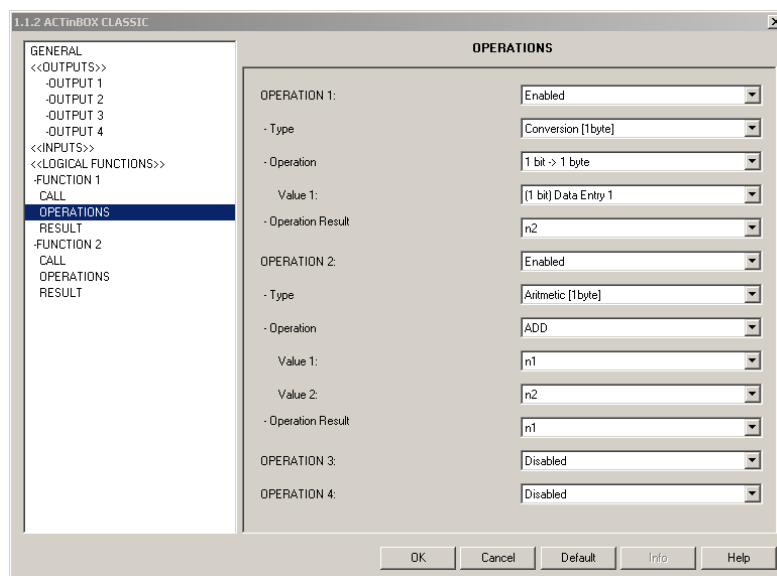 1.1.2 ACTinBOX CLASSIC
GENERAL
<<OUTPUTS>>
-OUTPUT 1
-OUTPUT 2
-OUTPUT 3
-OUTPUT 4
<<INPUTS>>
<<LOGICAL FUNCTIONS>>
-FUNCTION 1
CALL
OPERATIONS
RESULT
-FUNCTION 2
CALL
OPERATIONS
RESULT
OPERATIONS
OPERATION 1: Enabled
- Type Conversion [1byte]
- Operation 1 bit -> 1 byte
Value 1: (1 bit) Data Entry 1
- Operation Result n2
OPERATION 2: Enabled
- Type Aritmetic [1byte]
- Operation ADD
Value 1: n1
Value 2: n2
- Operation Result n1
OPERATION 3: Disabled
OPERATION 4: Disabled
OK Cancel Default Info Help